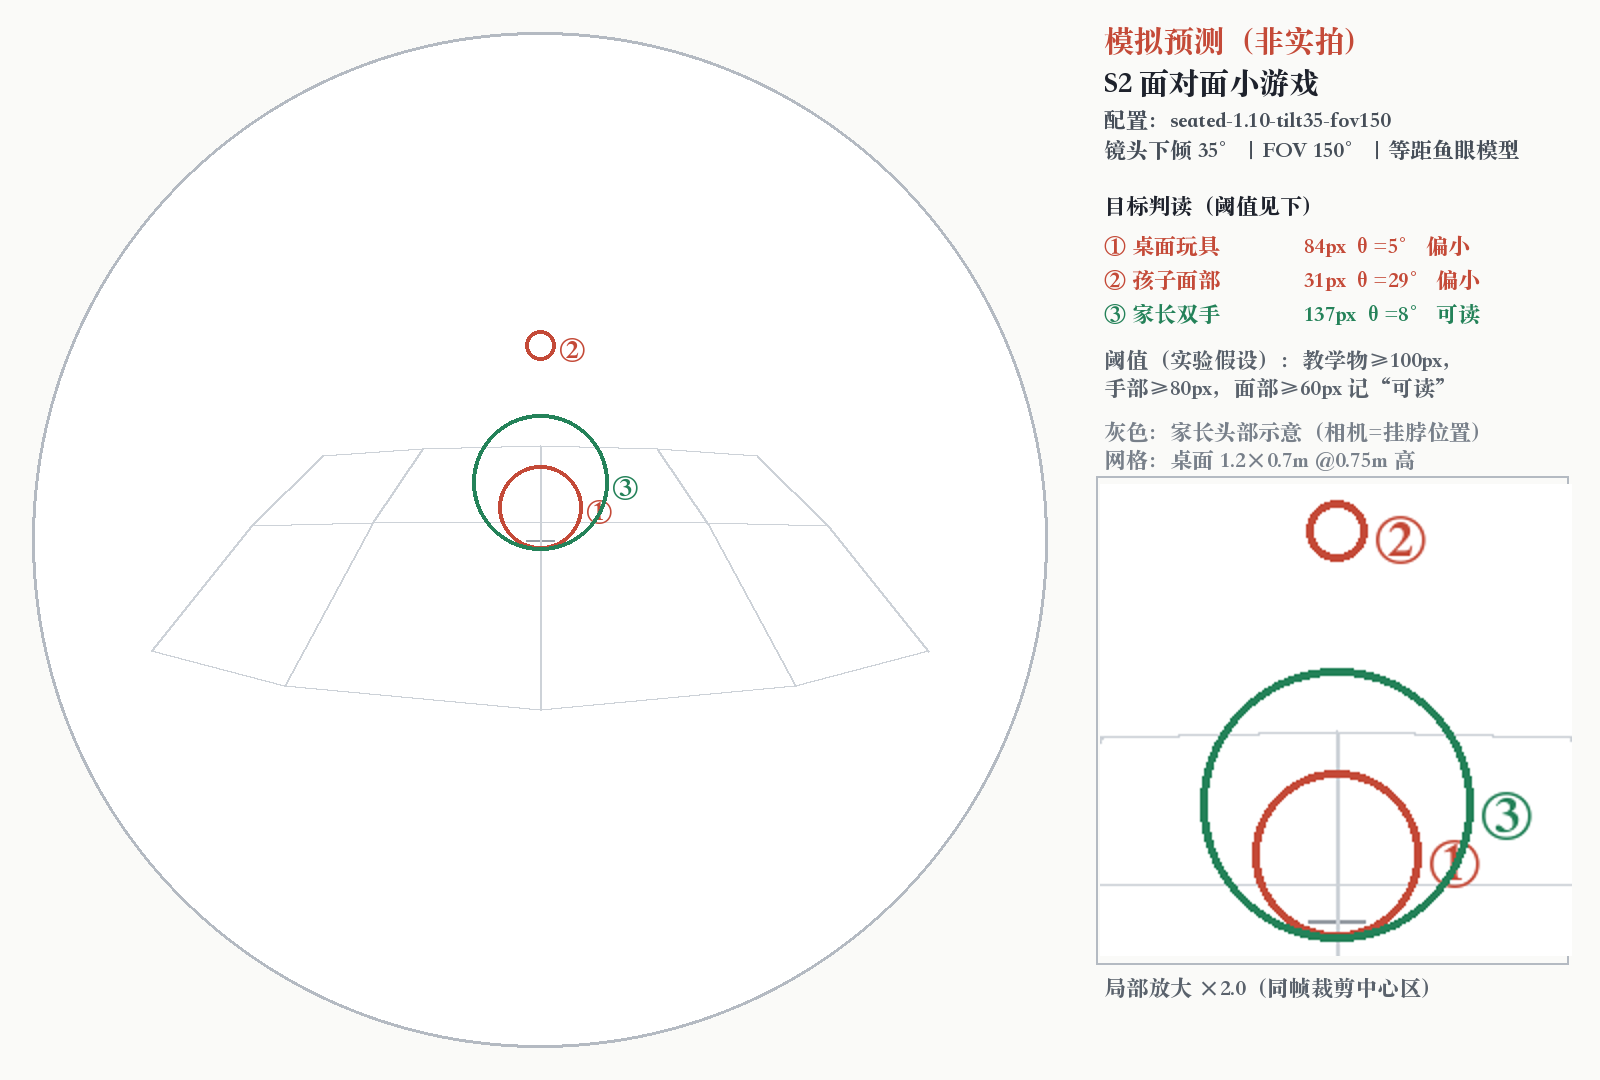 模拟预测（非实拍）
S2 面对面小游戏
配置：seated-1.10-tilt35-fov150
镜头下倾 35° | FOV 150° | 等距鱼眼模型
目标判读（阈值见下）
① 桌面玩具 84px θ=5° 偏小
② 孩子面部 31px θ=29° 偏小
③ 家长双手 137px θ=8° 可读
阈值（实验假设）：教学物≥100px，
手部≥80px，面部≥60px 记“可读”
灰色：家长头部示意（相机=挂脖位置）
网格：桌面 1.2×0.7m @0.75m 高
②
③
①
②
③
①
局部放大 ×2.0（同帧裁剪中心区）